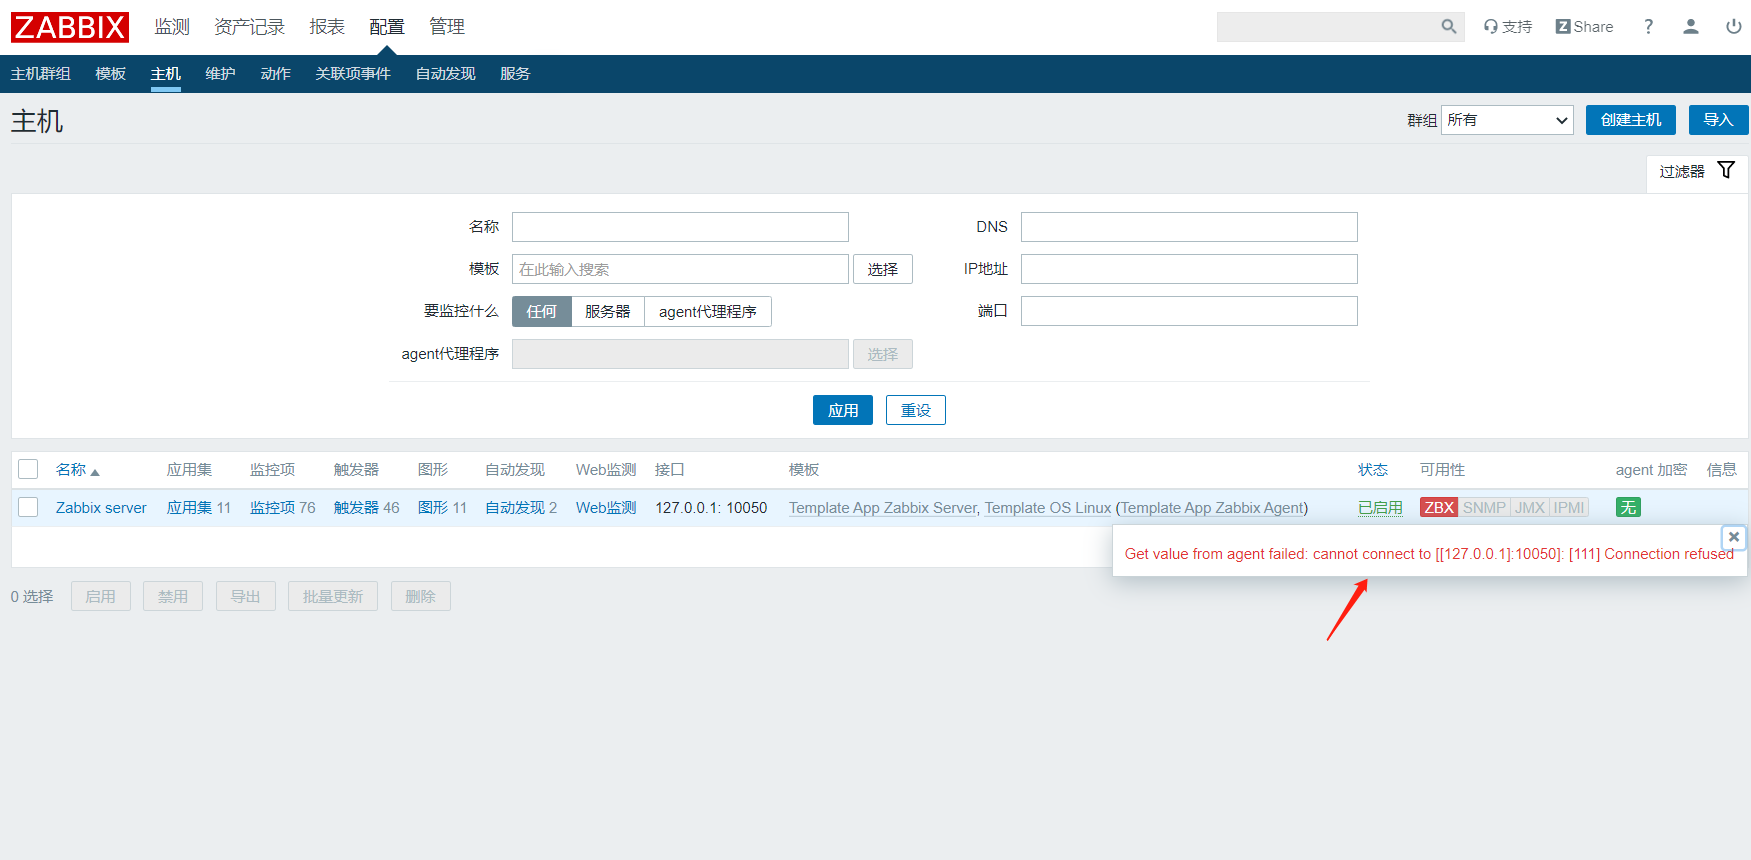 ZABBIX 监测 资产记录 报表 配置 管理 支持 Z Share ?
主机群组 模板 主机 维护 动作 关联项事件 自动发现 服务
主机 群组 所有 创建主机 导入
过滤器
名称 DNS
模板 在此输入搜索 选择 IP地址
要监控什么 任何 服务器 agent代理程序 端口
agent代理程序 选择
应用 重设
名称 应用集 监控项 触发器 图形 自动发现 Web监测 接口 模板 状态 可用性 agent 加密 信息
Zabbix server 应用集 11 监控项 76 触发器 46 图形 11 自动发现 2 Web监测 127.0.0.1: 10050 Template App Zabbix Server, Template OS Linux (Template App Zabbix Agent) 已启用 ZBX SNMP JMX IPMI 无
Get value from agent failed: cannot connect to [[127.0.0.1]:10050]: [111] Connection refused
0 选择 启用 禁用 导出 批量更新 删除